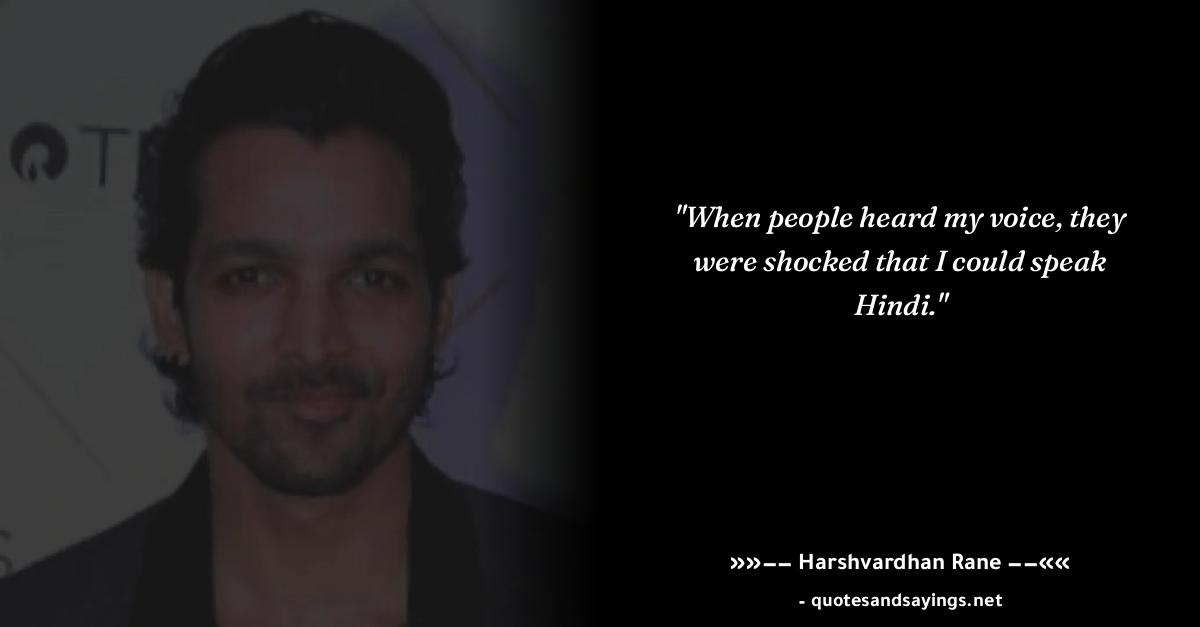 "When people heard my voice, they
were shocked that I could speak
Hindi."
»»−− Harshvardhan Rane −−««
- quotesandsayings.net